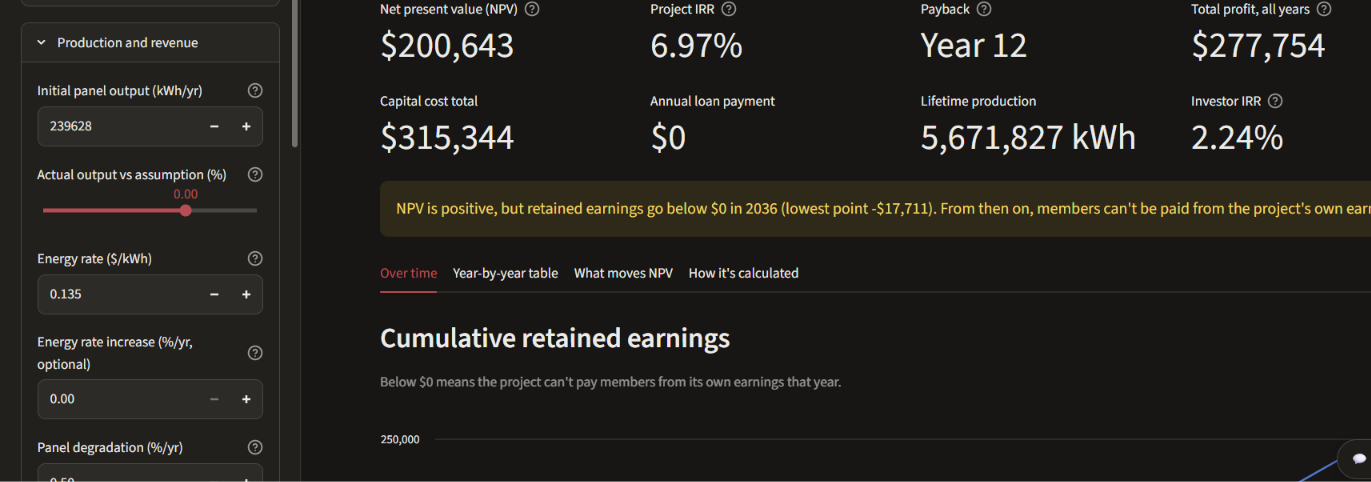 Production and revenue
Initial panel output (kWh/yr)
239628
Actual output vs assumption (%)
0.00
Energy rate ($/kWh)
0.135
Energy rate increase (%/yr,
optional)
0.00
Panel degradation (%/yr)
0.50
Net present value (NPV)
$200,643
Project IRR
6.97%
Payback
Year 12
Total profit, all years
$277,754
Capital cost total
$315,344
Annual loan payment
$0
Lifetime production
5,671,827 kWh
Investor IRR
2.24%
NPV is positive, but retained earnings go below $0 in 2036 (lowest point -$17,711). From then on, members can't be paid from the project's own
Over time
Year-by-year table
What moves NPV
How it's calculated
Cumulative retained earnings
Below $0 means the project can't pay members from its own earnings that year.
250,000